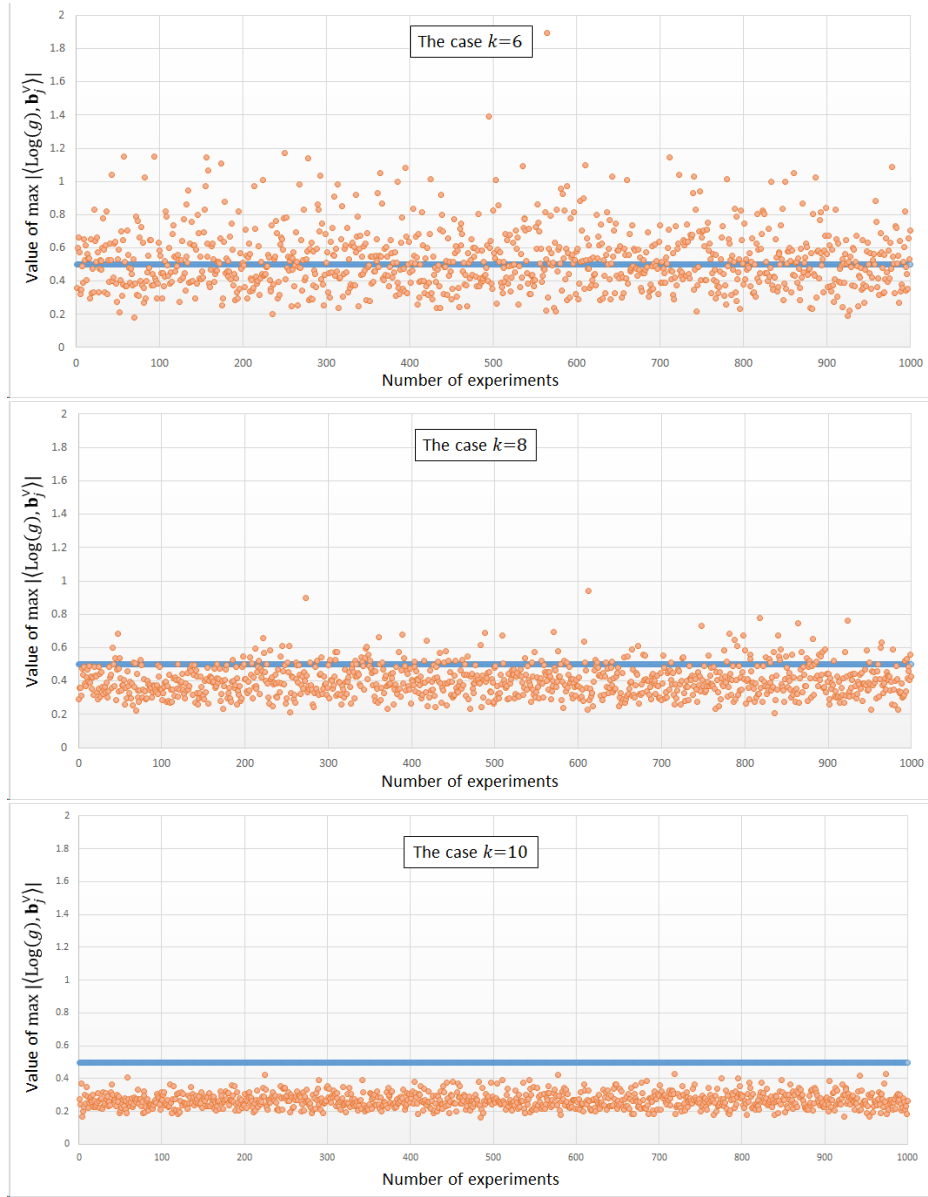 The case k=6
Value of max |⟨Log(g), b_j^∨⟩|
2
1.8
1.6
1.4
1.2
1
0.8
0.6
0.4
0.2
0
0 100 200 300 400 500 600 700 800 900 1000
Number of experiments
The case k=8
Value of max |⟨Log(g), b_j^∨⟩|
2
1.8
1.6
1.4
1.2
1
0.8
0.6
0.4
0.2
0
0 100 200 300 400 500 600 700 800 900 1000
Number of experiments
The case k=10
Value of max |⟨Log(g), b_j^∨⟩|
2
1.8
1.6
1.4
1.2
1
0.8
0.6
0.4
0.2
0
0 100 200 300 400 500 600 700 800 900 1000
Number of experiments